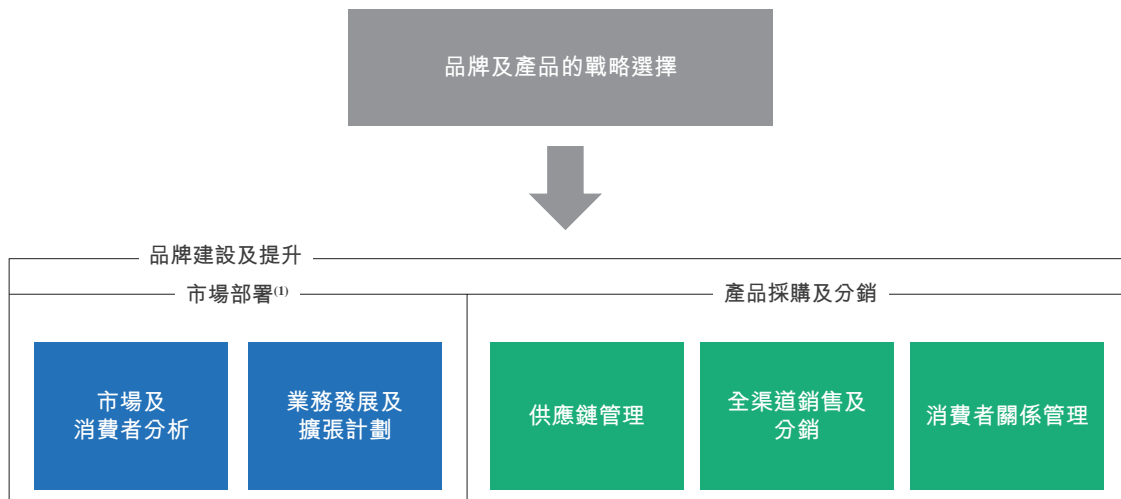 品牌及產品的戰略選擇
品牌建設及提升
市場部署(1)
產品採購及分銷
市場及
消費者分析
業務發展及
擴張計劃
供應鏈管理
全渠道銷售及
分銷
消費者關係管理